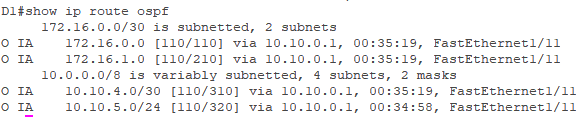 D1#show ip route ospf
172.16.0.0/30 is subnetted, 2 subnets
O IA 172.16.0.0 [110/110] via 10.10.0.1, 00:35:19, FastEthernet1/11
O IA 172.16.1.0 [110/210] via 10.10.0.1, 00:35:19, FastEthernet1/11
10.0.0.0/8 is variably subnetted, 4 subnets, 2 masks
O IA 10.10.4.0/30 [110/310] via 10.10.0.1, 00:35:19, FastEthernet1/11
O IA 10.10.5.0/24 [110/320] via 10.10.0.1, 00:34:58, FastEthernet1/11